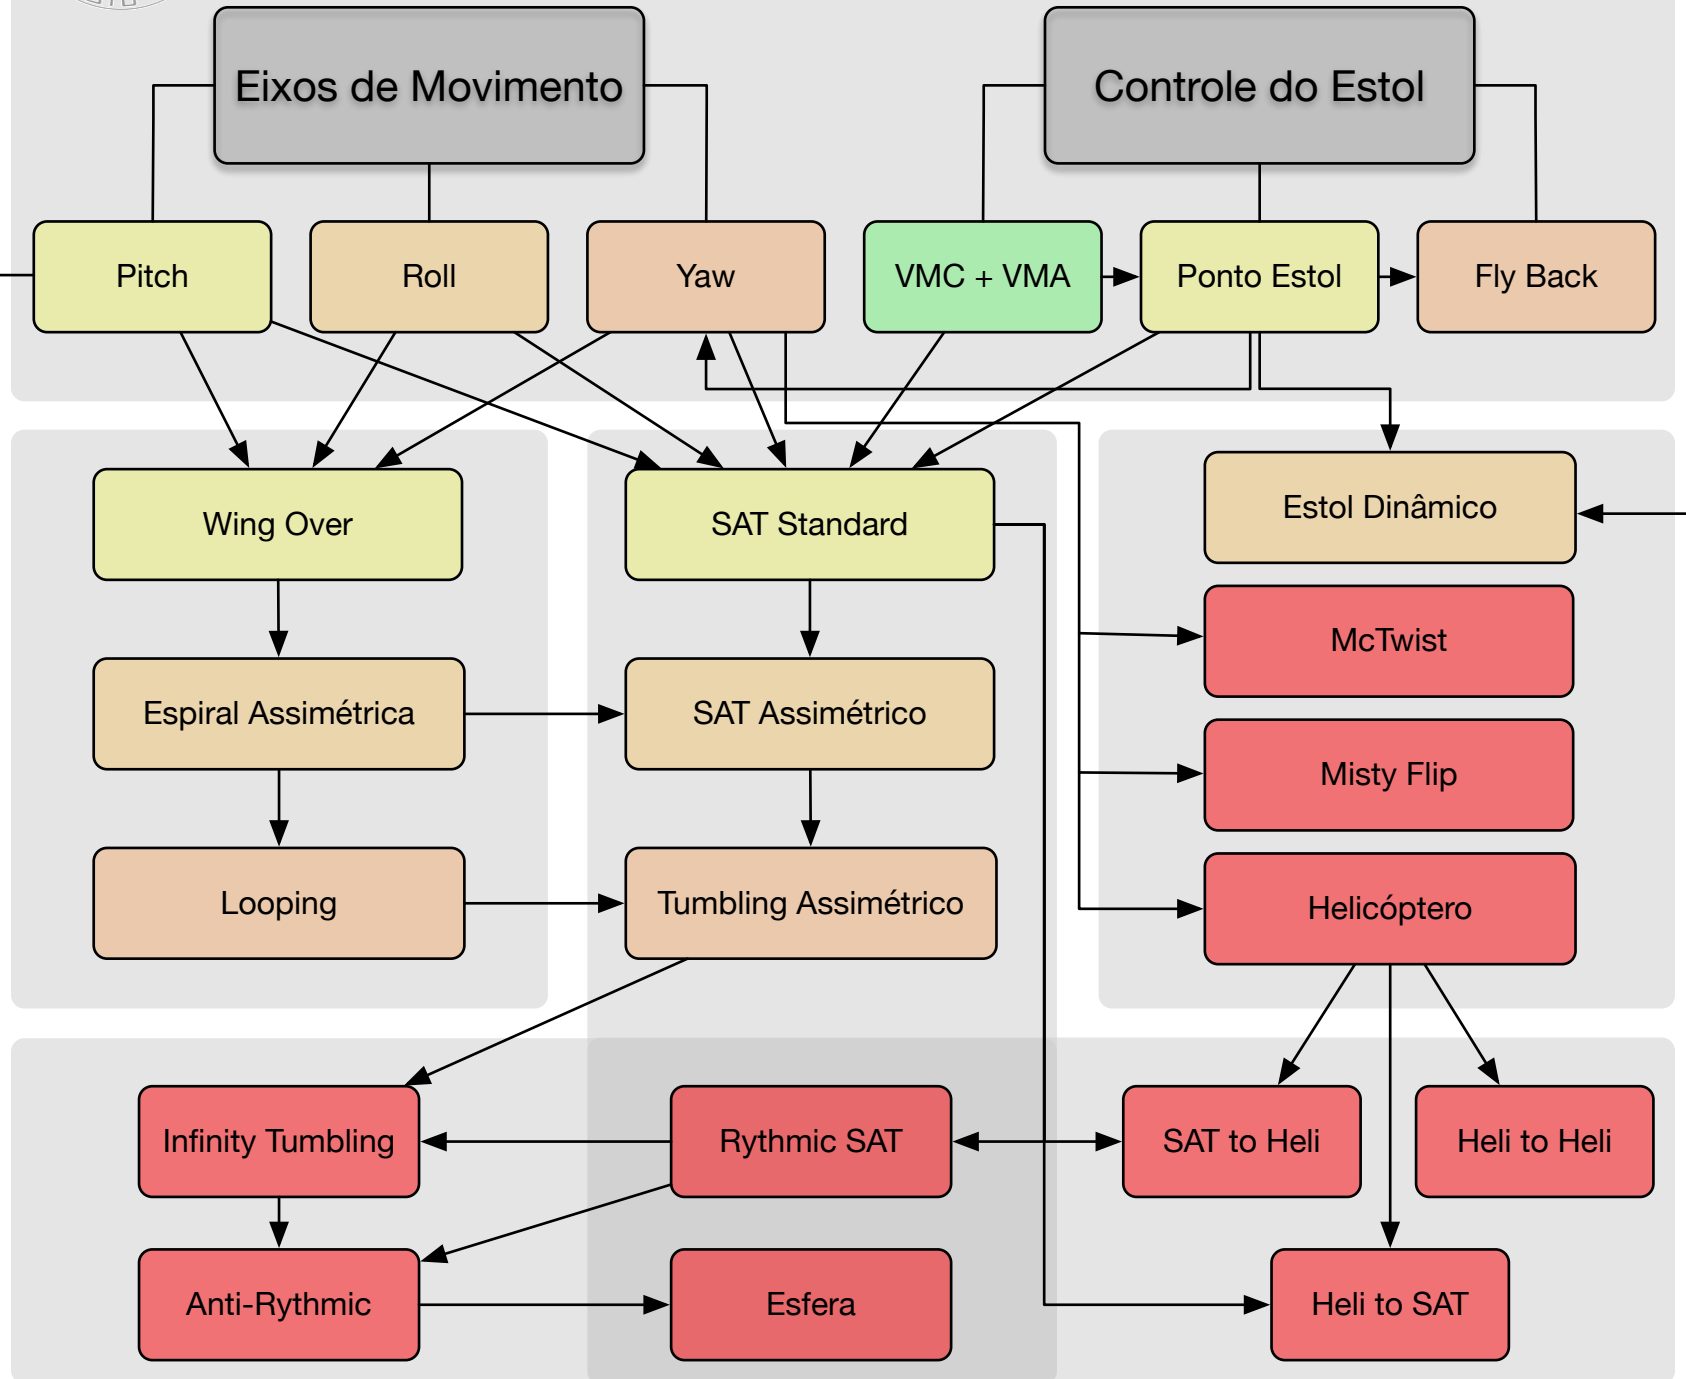 Eixos de Movimento
Controle do Estol
Pitch
Roll
Yaw
VMC + VMA
Ponto Estol
Fly Back
Wing Over
SAT Standard
Estol Dinâmico
McTwist
Espiral Assimétrica
SAT Assimétrico
Misty Flip
Looping
Tumbling Assimétrico
Helicóptero
Infinity Tumbling
Rythmic SAT
SAT to Heli
Heli to Heli
Anti-Rythmic
Esfera
Heli to SAT